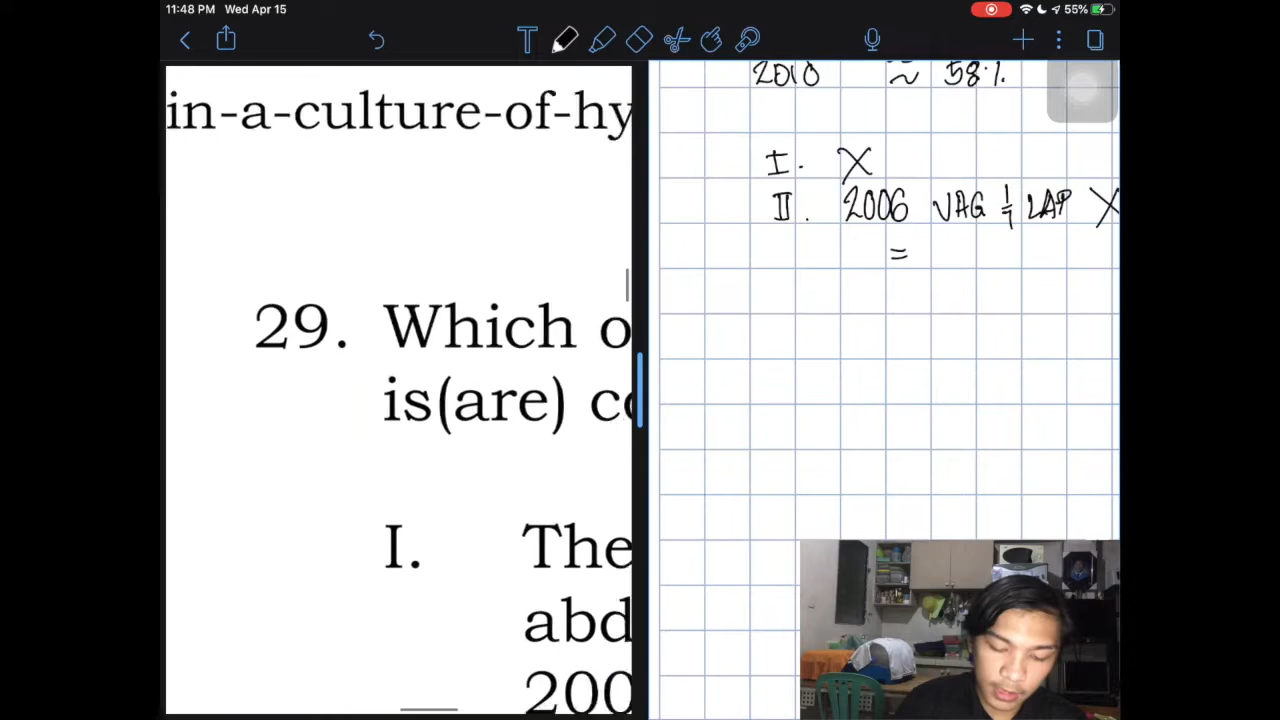 11:48 PM Wed Apr 15
55%
T
in-a-culture-of-hy
29. Which o
is(are) co
I. The
abd
200
2010 ≈ 58%.
I. X
II. 2006 VAG LAP X
=